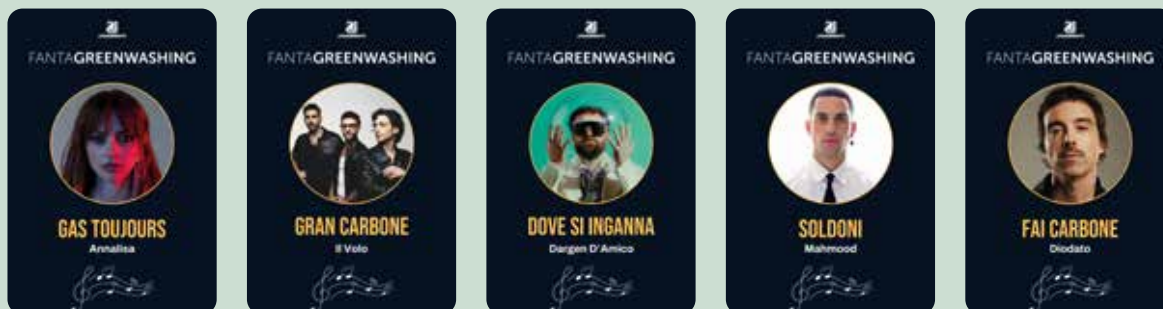 FANTAGREENWASHING
GAS TOUJOURS
Annalisa
FANTAGREENWASHING
GRAN CARBONE
Il Volo
FANTAGREENWASHING
DOVE SI INGANNA
Dargen D'Amico
FANTAGREENWASHING
SOLDONI
Mahmood
FANTAGREENWASHING
FAI CARBONE
Diodato